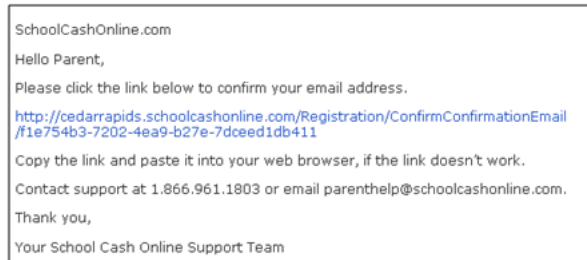 SchoolCashOnline.com
Hello Parent,
Please click the link below to confirm your email address.
http://cedarrapids.schoolcashonline.com/Registration/ConfirmConfirmationEmail
/f1e754b3-7202-4ea9-b27e-7dceed1db411
Copy the link and paste it into your web browser, if the link doesn't work.
Contact support at 1.866.961.1803 or email parenthelp@schoolcashonline.com.
Thank you,
Your School Cash Online Support Team